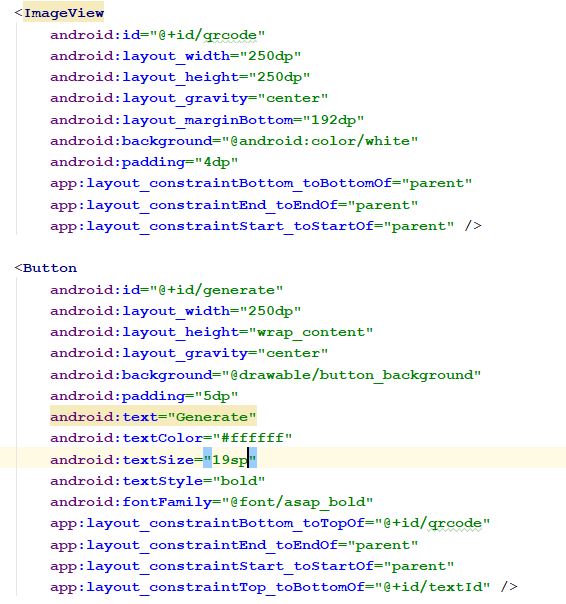 <ImageView
android:id="@+id/qrcode"
android:layout_width="250dp"
android:layout_height="250dp"
android:layout_gravity="center"
android:layout_marginBottom="192dp"
android:background="@android:color/white"
android:padding="4dp"
app:layout_constraintBottom_toBottomOf="parent"
app:layout_constraintEnd_toEndOf="parent"
app:layout_constraintStart_toStartOf="parent" />
<Button
android:id="@+id/generate"
android:layout_width="250dp"
android:layout_height="wrap_content"
android:layout_gravity="center"
android:background="@drawable/button_background"
android:padding="5dp"
android:text="Generate"
android:textColor="#ffffff"
android:textSize="19sp"
android:textStyle="bold"
android:fontFamily="@font/asap_bold"
app:layout_constraintBottom_toTopOf="@+id/qrcode"
app:layout_constraintEnd_toEndOf="parent"
app:layout_constraintStart_toStartOf="parent"
app:layout_constraintTop_toBottomOf="@+id/textId" />